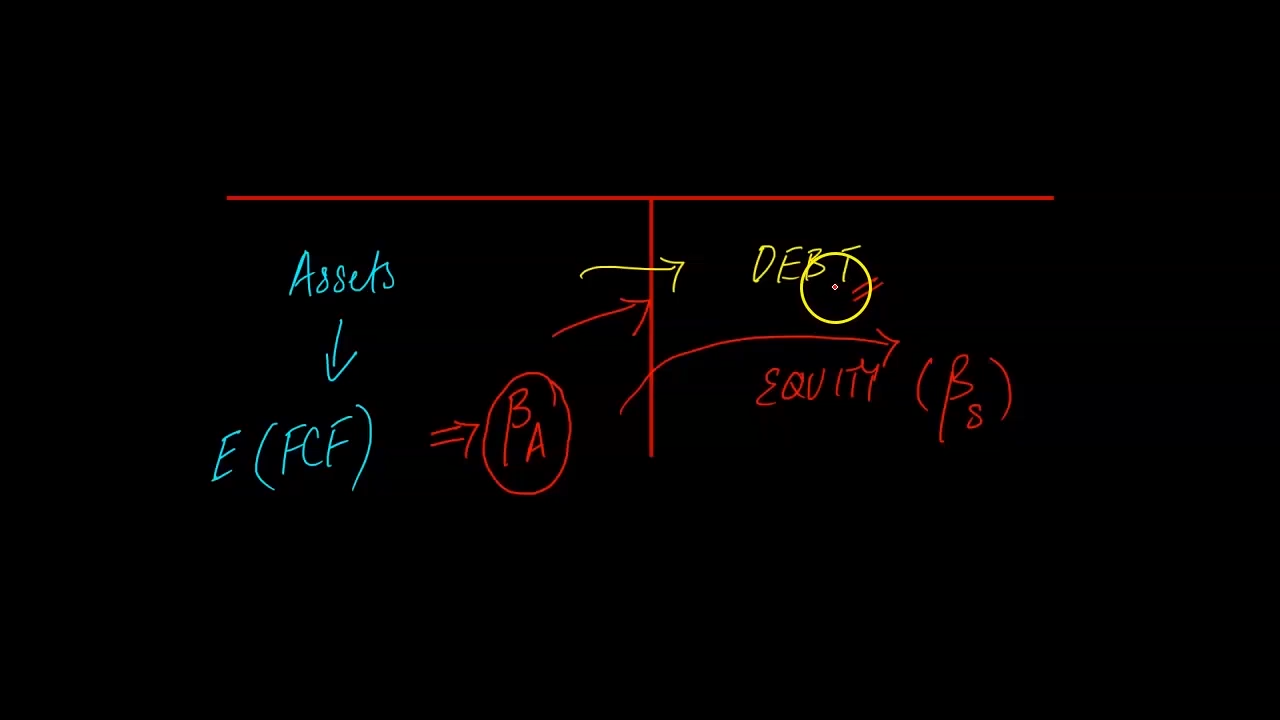 Assets
DEBT
EQUITY (βs)
E (FCF) ⇒ βA